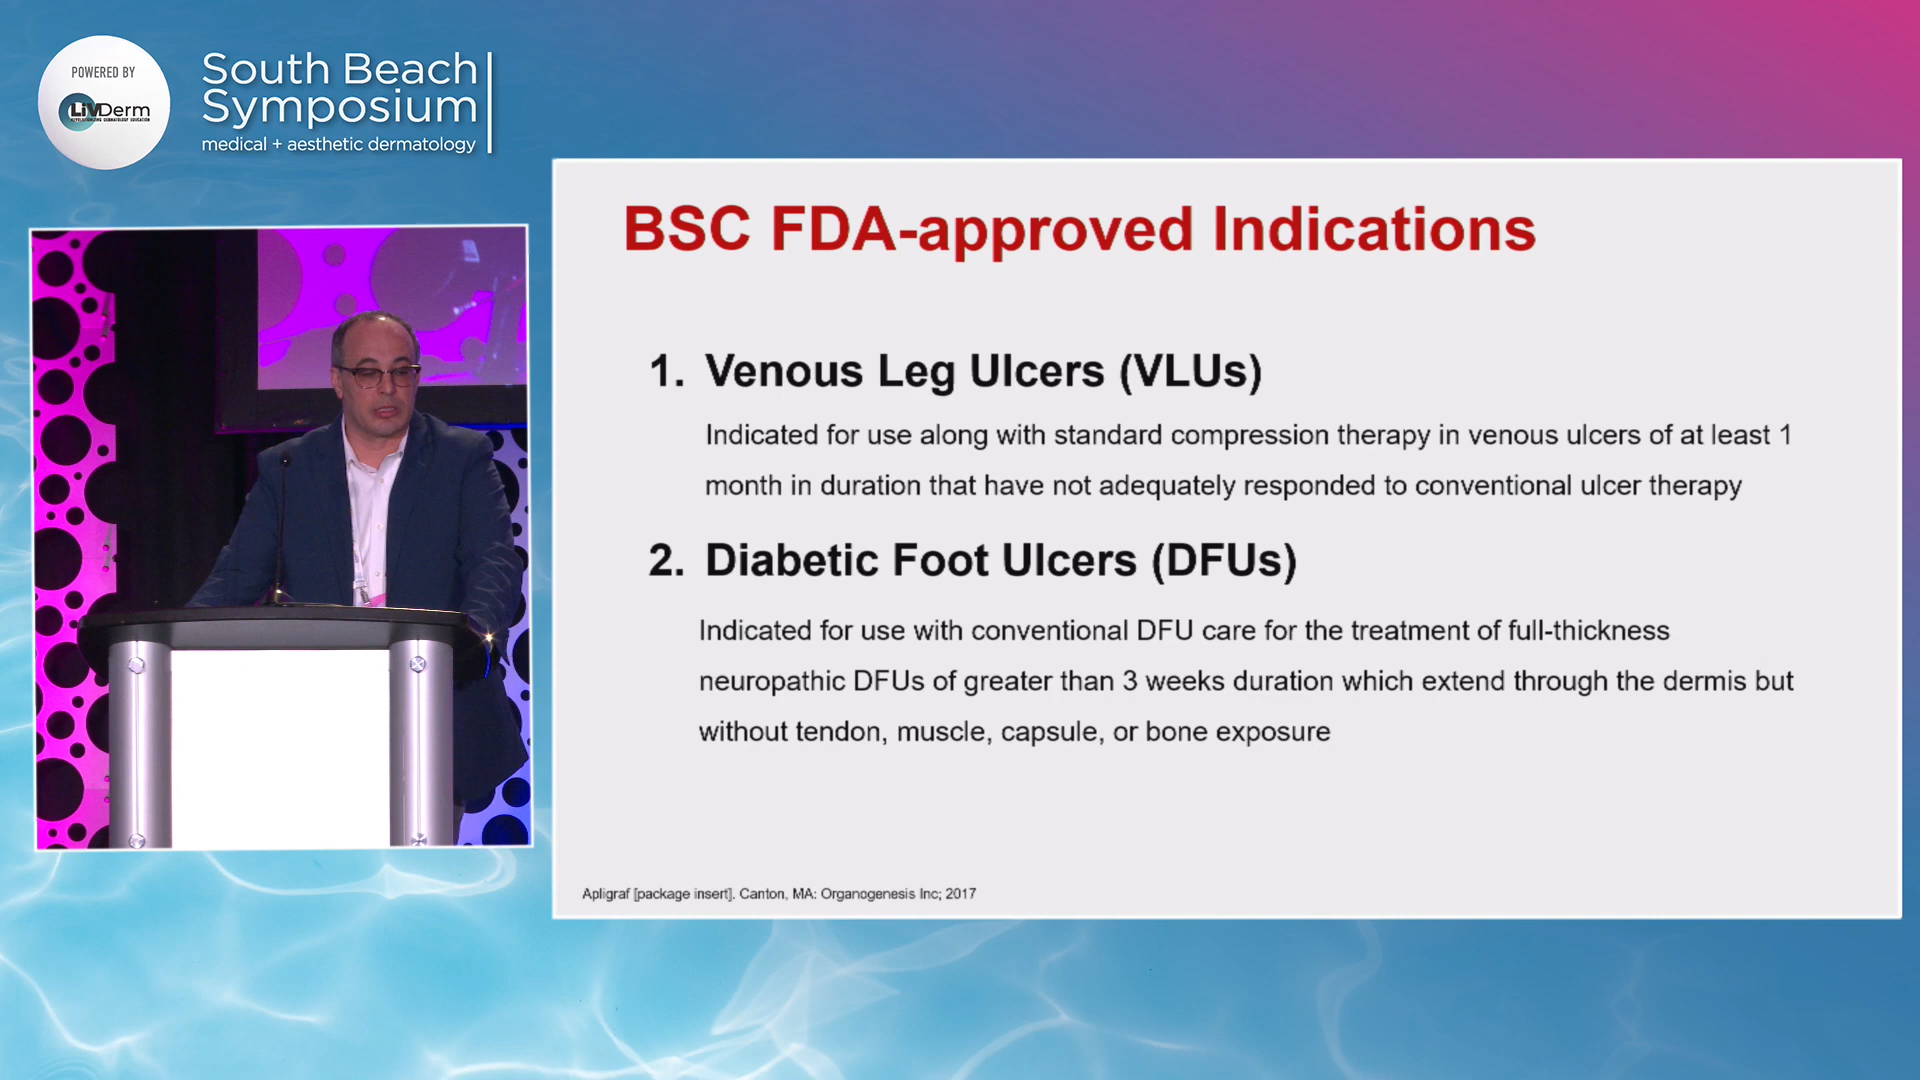 POWERED BY
LiVDerm
South Beach
Symposium
medical + aesthetic dermatology
BSC FDA-approved Indications
1. Venous Leg Ulcers (VLUs)
Indicated for use along with standard compression therapy in venous ulcers of at least 1
month in duration that have not adequately responded to conventional ulcer therapy
2. Diabetic Foot Ulcers (DFUs)
Indicated for use with conventional DFU care for the treatment of full-thickness
neuropathic DFUs of greater than 3 weeks duration which extend through the dermis but
without tendon, muscle, capsule, or bone exposure
Apligraf [package insert]. Canton, MA: Organogenesis Inc; 2017